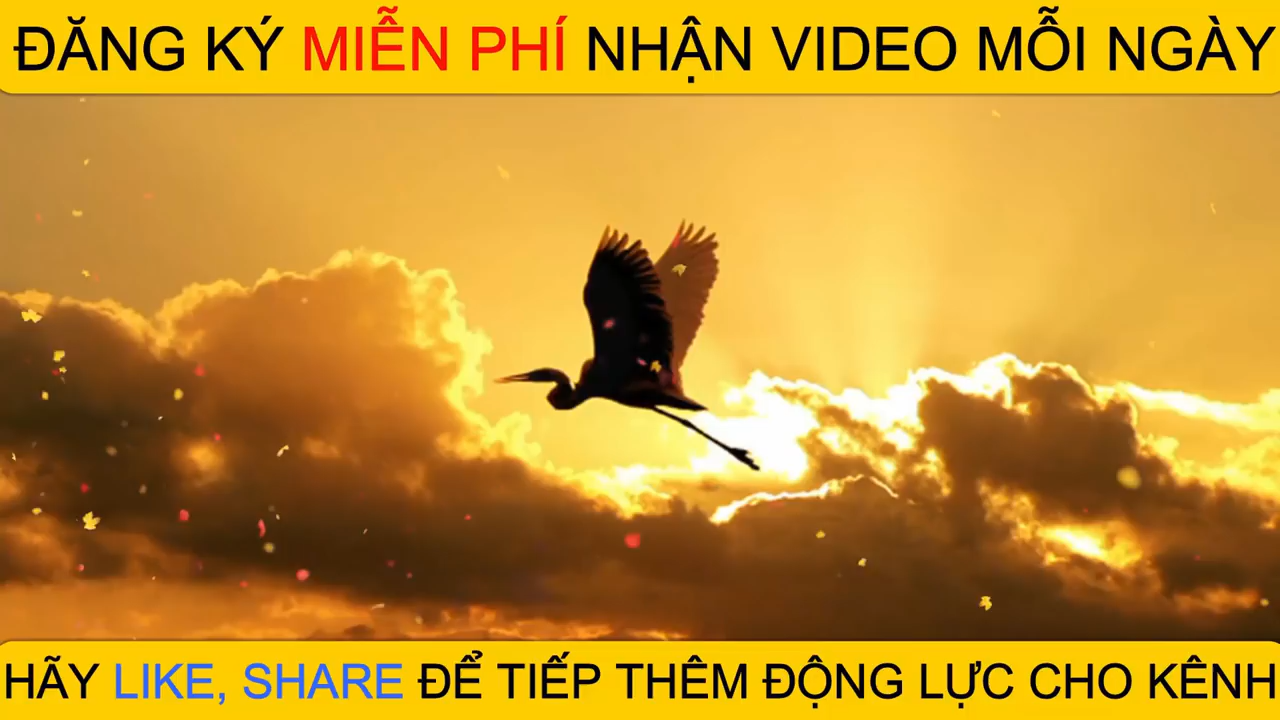 ĐĂNG KÝ MIỄN PHÍ NHẬN VIDEO MỖI NGÀY
HÃY LIKE, SHARE ĐỂ TIẾP THÊM ĐỘNG LỰC CHO KÊNH